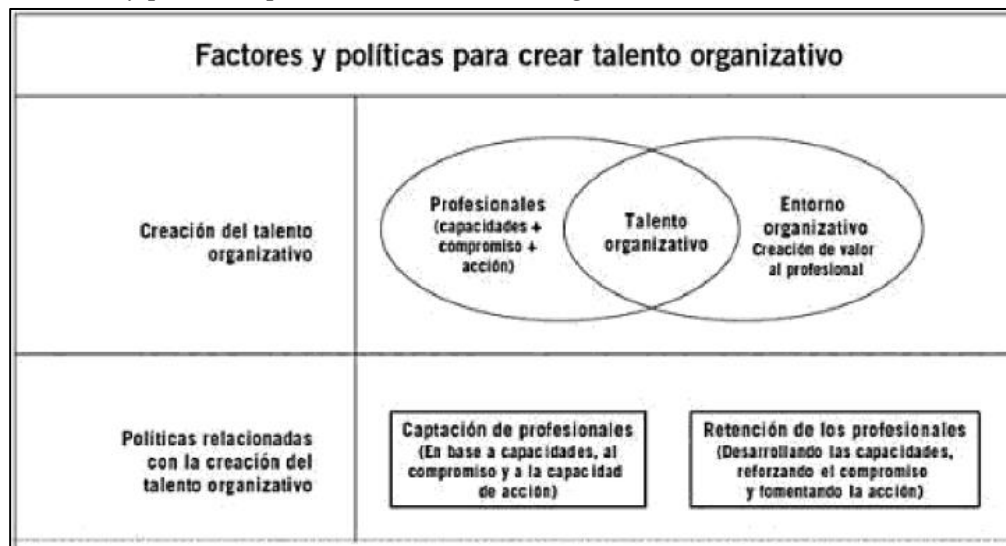 Factores y políticas para crear talento organizativo
Creación del talento
organizativo
Profesionales
(capacidades +
compromiso +
acción)
Talento
organizativo
Entorno
organizativo
Creación de valor
al profesional
Políticas relacionadas
con la creación del
talento organizativo
Captación de profesionales
(En base a capacidades, al
compromiso y a la capacidad
de acción)
Retención de los profesionales
(Desarrollando las capacidades,
reforzando el compromiso
y fomentando la acción)